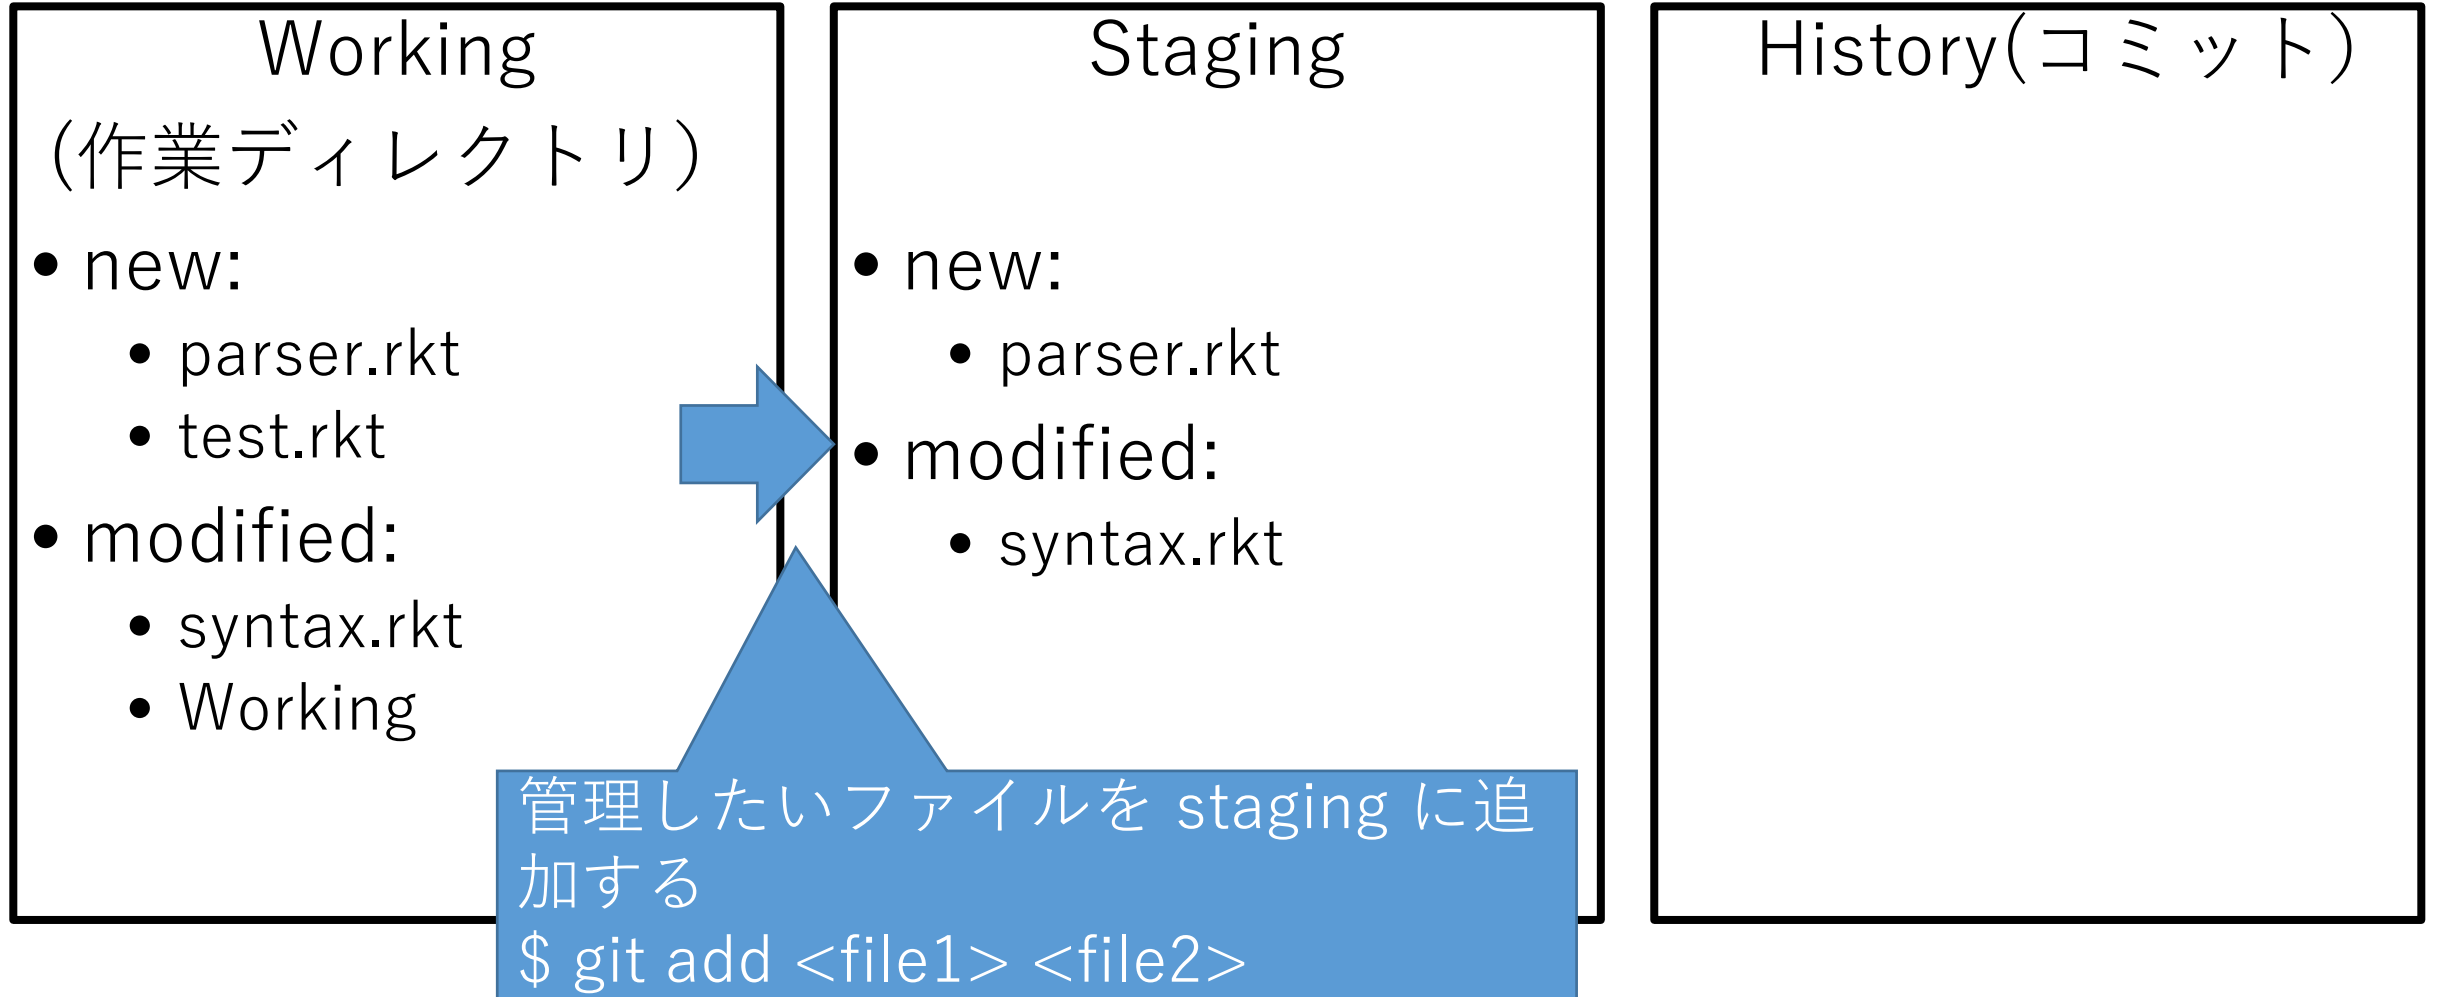 Working
(作業ディレクトリ)
• new:
• parser.rkt
• test.rkt
• modified:
• syntax.rkt
• Working
Staging
• new:
• parser.rkt
• modified:
• syntax.rkt
History(コミット)
管理したいファイルを staging に追
加する
$ git add <file1> <file2>